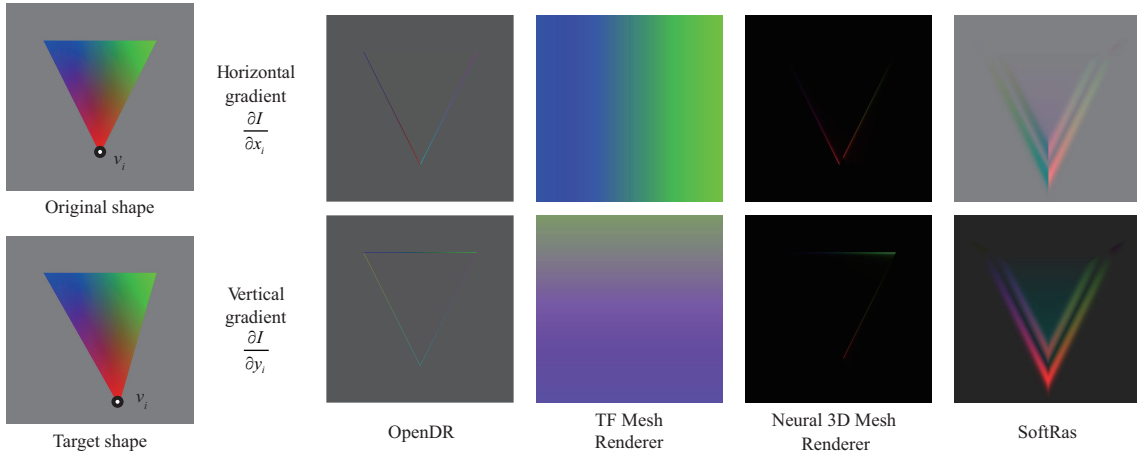 v_i
Original shape
v_i
Target shape
Horizontal
gradient
∂I
∂x_i
Vertical
gradient
∂I
∂y_i
OpenDR
TF Mesh
Renderer
Neural 3D Mesh
Renderer
SoftRas